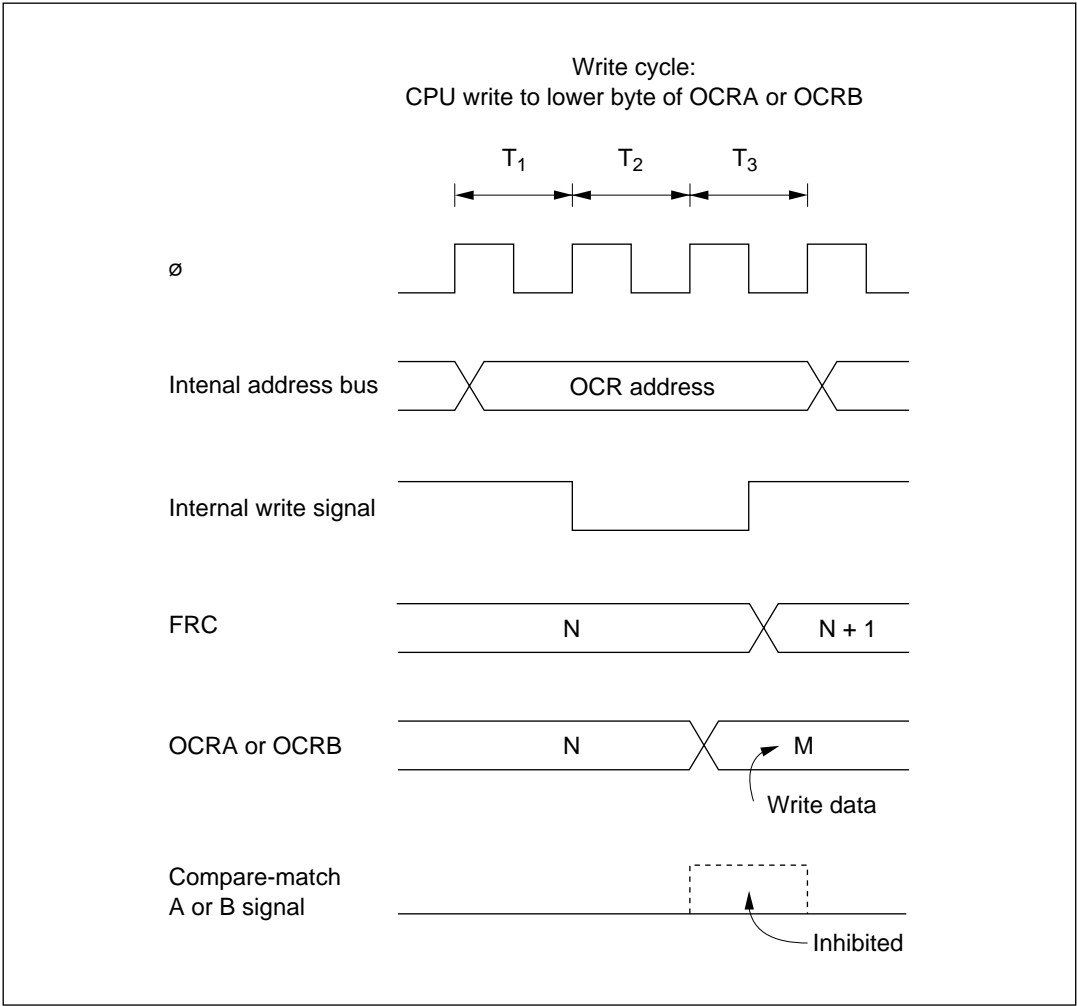 Write cycle:
CPU write to lower byte of OCRA or OCRB
T1 T2 T3
ø
Intenal address bus OCR address
Internal write signal
FRC N N + 1
OCRA or OCRB N M
Write data
Compare-match
A or B signal
Inhibited